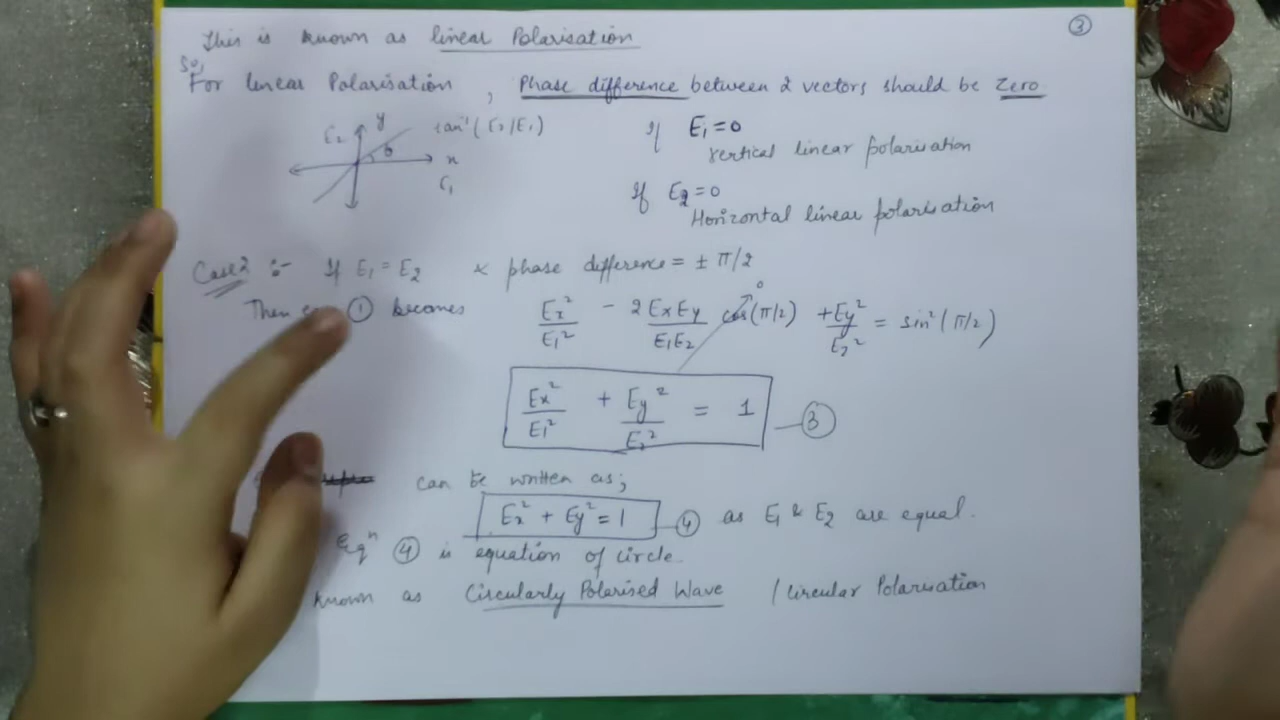 ③
This is known as linear Polarisation
So,
For linear Polarisation, Phase difference between 2 vectors should be Zero
E₂ y tan⁻¹(E₂/E₁)
θ x
E₁
If E₁=0
vertical linear polarisation
If E₂=0
Horizontal linear polarisation
Case2 :- If E₁ = E₂ & phase difference = ± π/2
Then ① becomes Ex²/E₁² - 2ExEy/E₁E₂ cos(π/2) + Ey²/E₂² = sin²(π/2)
0
Ex²/E₁² + Ey²/E₂² = 1 — ③
can be written as;
Ex² + Ey² = 1 — ④ as E₁ & E₂ are equal.
Eqⁿ ④ is equation of circle.
known as Circularly Polarised Wave / Circular Polarisation